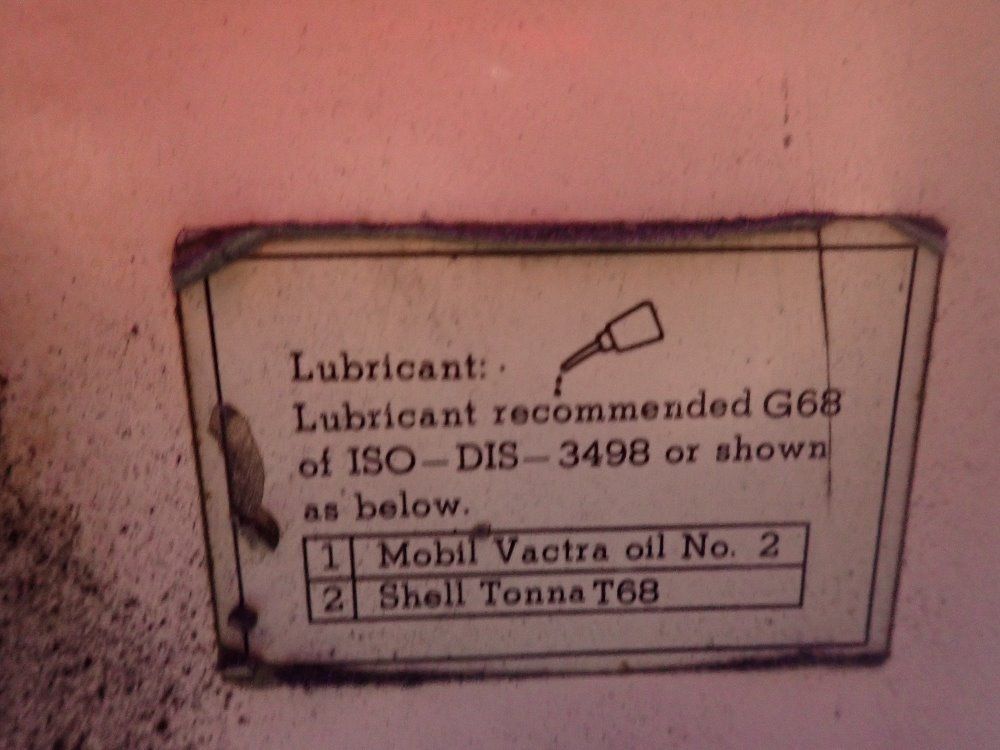 Lubricant:
Lubricant recommended G68
of ISO-DIS-3498 or shown
as below.
1 Mobil Vactra oil No. 2
2 Shell Tonna T68